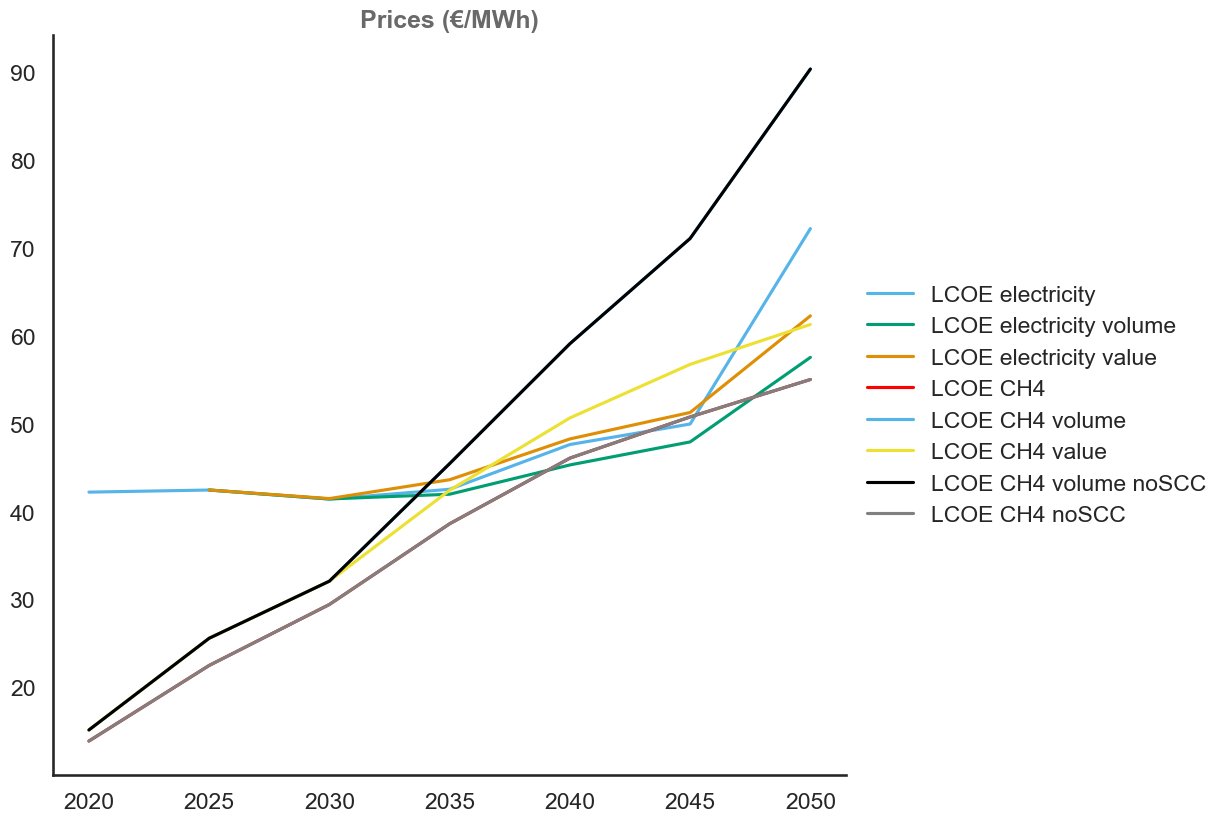 Prices (€/MWh)
90
80
70
60
50
40
30
20
2020 2025 2030 2035 2040 2045 2050
LCOE electricity
LCOE electricity volume
LCOE electricity value
LCOE CH4
LCOE CH4 volume
LCOE CH4 value
LCOE CH4 volume noSCC
LCOE CH4 noSCC